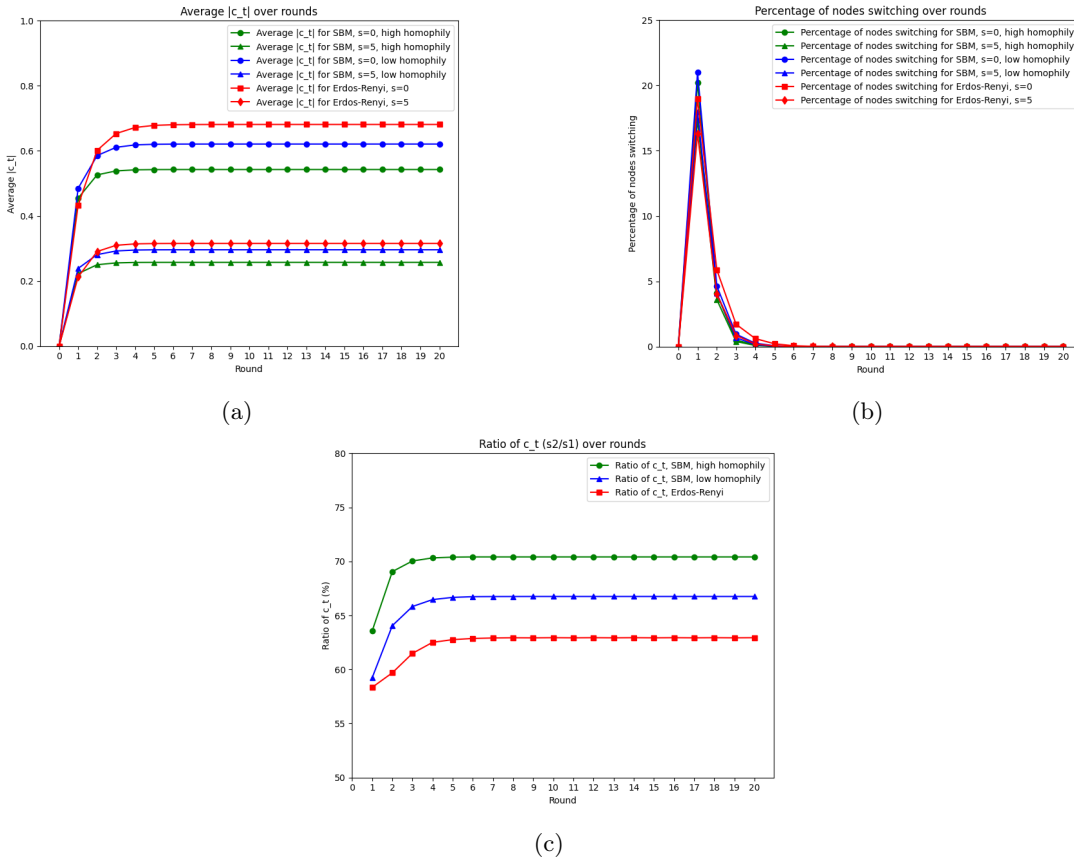 Average |c_t| over rounds
1.0
0.8
0.6
0.4
0.2
0.0
Average |c_t|
Average |c_t| for SBM, s=0, high homophily
Average |c_t| for SBM, s=5, high homophily
Average |c_t| for SBM, s=0, low homophily
Average |c_t| for SBM, s=5, low homophily
Average |c_t| for Erdos-Renyi, s=0
Average |c_t| for Erdos-Renyi, s=5
0 1 2 3 4 5 6 7 8 9 10 11 12 13 14 15 16 17 18 19 20
Round
(a)
Percentage of nodes switching over rounds
25
20
15
10
5
0
Percentage of nodes switching
Percentage of nodes switching for SBM, s=0, high homophily
Percentage of nodes switching for SBM, s=5, high homophily
Percentage of nodes switching for SBM, s=0, low homophily
Percentage of nodes switching for SBM, s=5, low homophily
Percentage of nodes switching for Erdos-Renyi, s=0
Percentage of nodes switching for Erdos-Renyi, s=5
0 1 2 3 4 5 6 7 8 9 10 11 12 13 14 15 16 17 18 19 20
Round
(b)
Ratio of c_t (s2/s1) over rounds
80
75
70
65
60
55
50
Ratio of c_t (%)
Ratio of c_t, SBM, high homophily
Ratio of c_t, SBM, low homophily
Ratio of c_t, Erdos-Renyi
0 1 2 3 4 5 6 7 8 9 10 11 12 13 14 15 16 17 18 19 20
Round
(c)